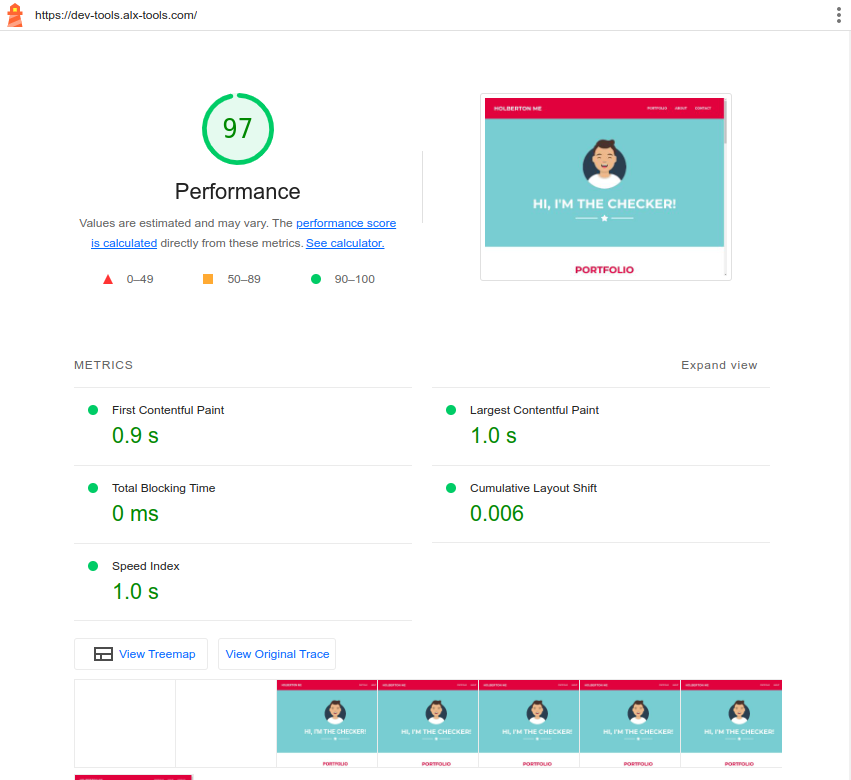 https://dev-tools.alx-tools.com/
97
Performance
Values are estimated and may vary. The performance score
is calculated directly from these metrics. See calculator.
0–49
50–89
90–100
HOLBERTON ME
PORTFOLIO ABOUT CONTACT
HI, I'M THE CHECKER!
PORTFOLIO
METRICS
Expand view
First Contentful Paint
0.9 s
Largest Contentful Paint
1.0 s
Total Blocking Time
0 ms
Cumulative Layout Shift
0.006
Speed Index
1.0 s
View Treemap
View Original Trace
HOLBERTON ME
HI, I'M THE CHECKER!
PORTFOLIO
HOLBERTON ME
HI, I'M THE CHECKER!
PORTFOLIO
HOLBERTON ME
HI, I'M THE CHECKER!
PORTFOLIO
HOLBERTON ME
HI, I'M THE CHECKER!
PORTFOLIO
HOLBERTON ME
HI, I'M THE CHECKER!
PORTFOLIO